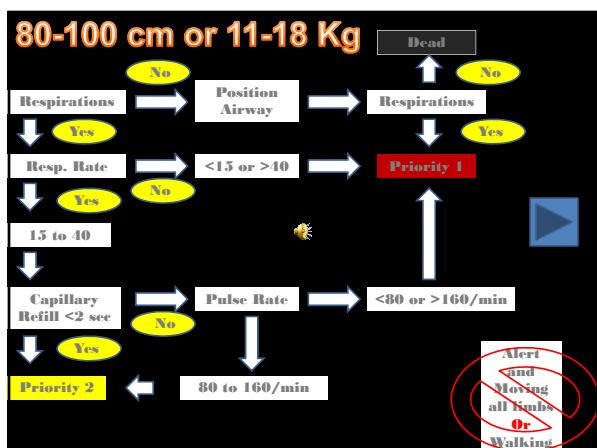 80-100 cm or 11-18 Kg
Dead
No
No
Respirations
Position
Airway
Respirations
Yes
Yes
Resp. Rate
<15 or >40
Priority 1
Yes
No
15 to 40
Capillary
Refill <2 sec
Pulse Rate
<80 or >160/min
No
Yes
Priority 2
80 to 160/min
Alert
and
Moving
all limbs
Or
Walking